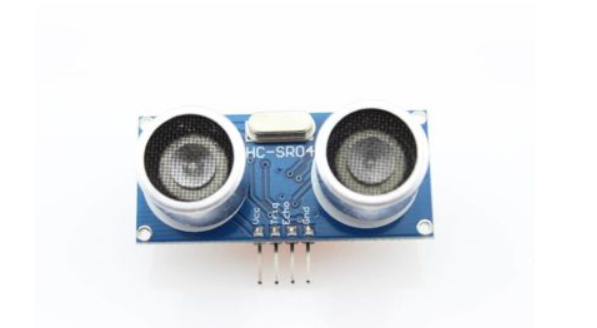 HC-SR04
Vcc
Trig
Echo
Gnd